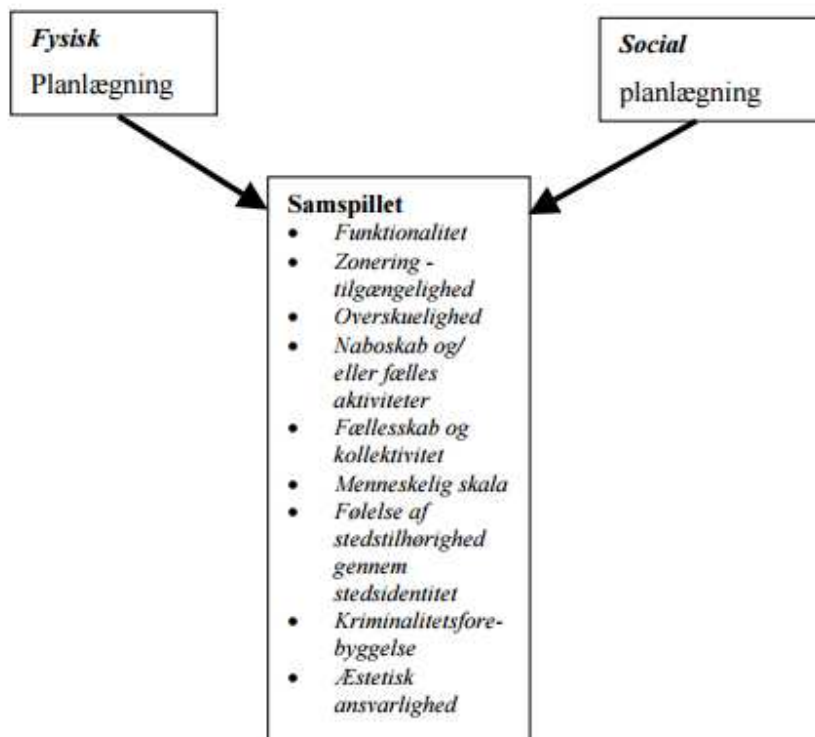 Fysisk
Planlægning
Social
planlægning
Samspillet
• Funktionalitet
• Zonering -
tilgængelighed
• Overskuelighed
• Naboskab og/
eller fælles
aktiviteter
• Fællesskab og
kollektivitet
• Menneskelig skala
• Følelse af
stedstilhørighed
gennem
stedsidentitet
• Kriminalitetsfore-
byggelse
• Æstetisk
ansvarlighed